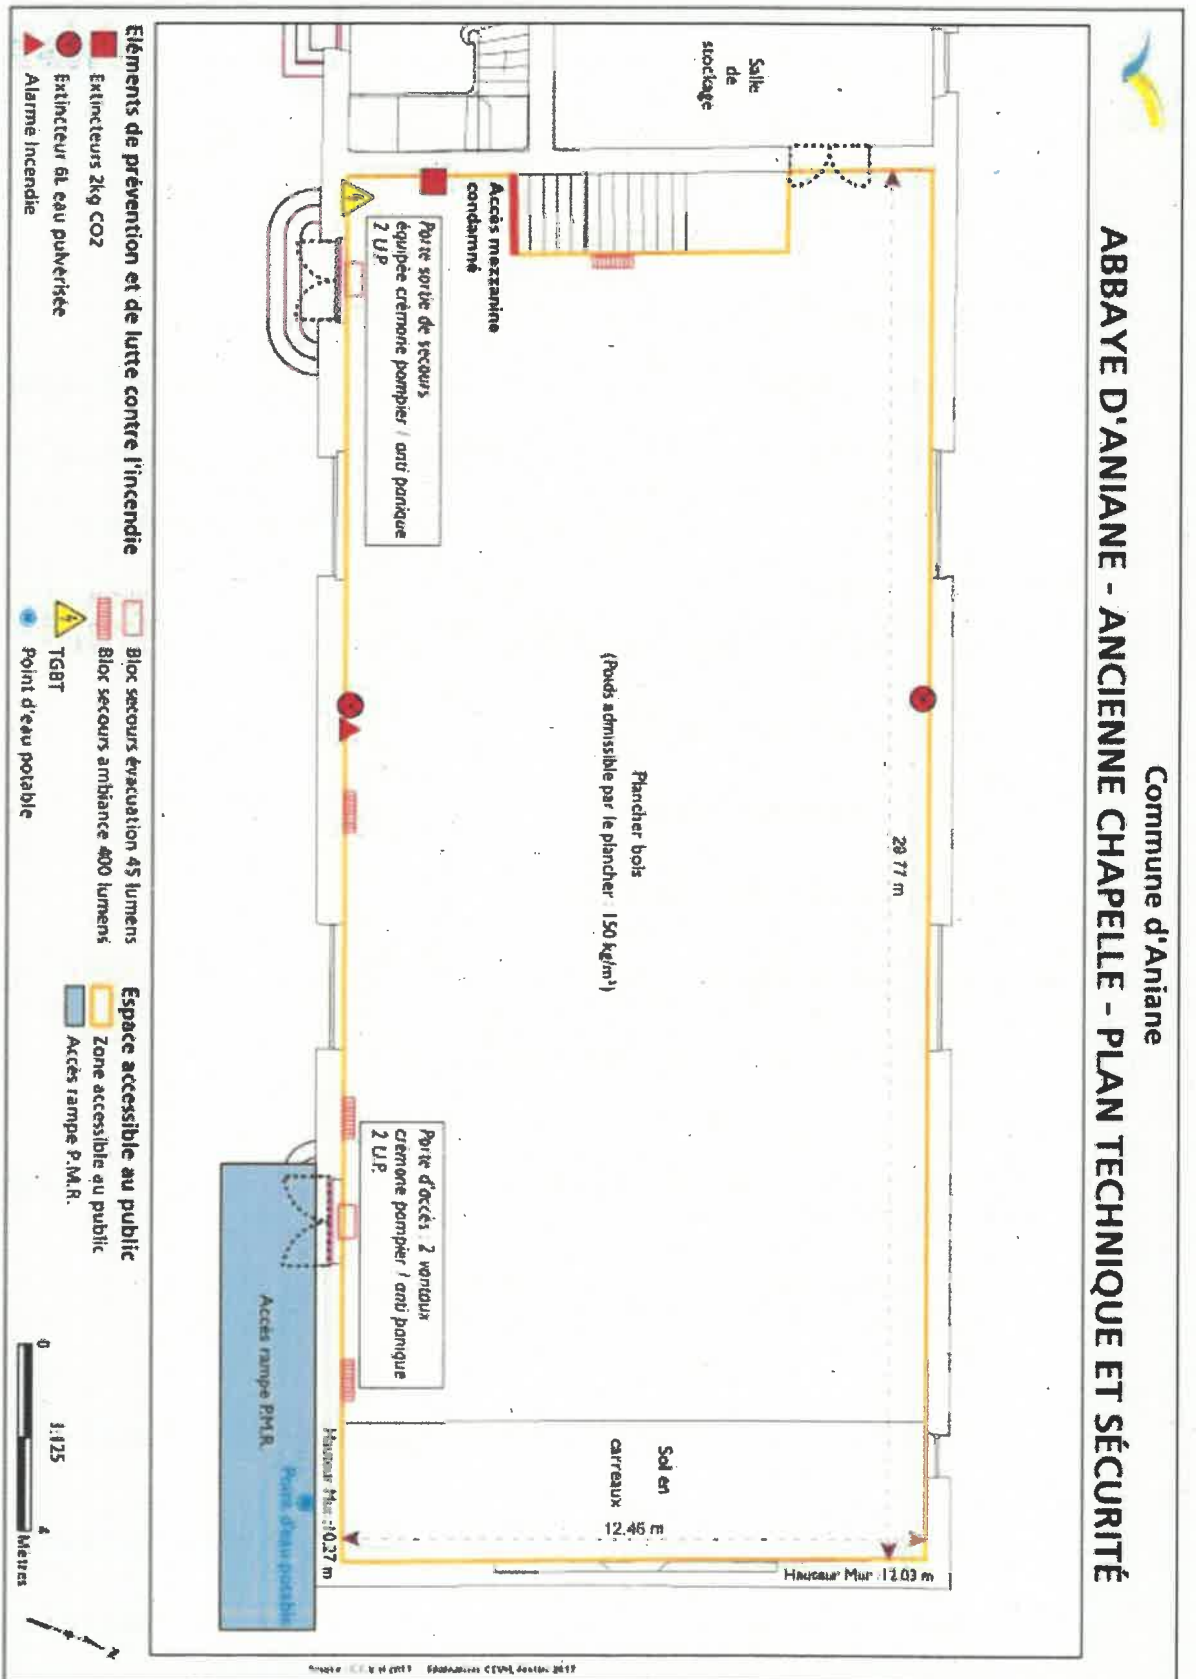 Commune d'Aniane
ABBAYE D'ANIANE - ANCIENNE CHAPELLE - PLAN TECHNIQUE ET SÉCURITÉ
Salle
de
stockage
28 77 m
Hauteur Mur : 12.03 m
Plancher bois
(Poids admissible par le plancher : 150 kg/m²)
Sol en
carreaux
12.46 m
Accès mezzanine
condamné
Porte sortie de secours
équipée crémone pompier / anti panique
2 U.P.
Porte d'accès : 2 vantaux
crémone pompier / anti panique
2 U.P.
Hauteur Mur : 10.27 m
Accès rampe P.M.R.
Point d'eau potable
Eléments de prévention et de lutte contre l'incendie
Extincteurs 2kg CO2
Extincteur 6L eau pulvérisée
Alarme Incendie
Bloc secours évacuation 45 lumens
Bloc secours ambiance 400 lumens
TGBT
Point d'eau potable
Espace accessible au public
Zone accessible au public
Accès rampe P.M.R.
1:125
0
4
Mètres